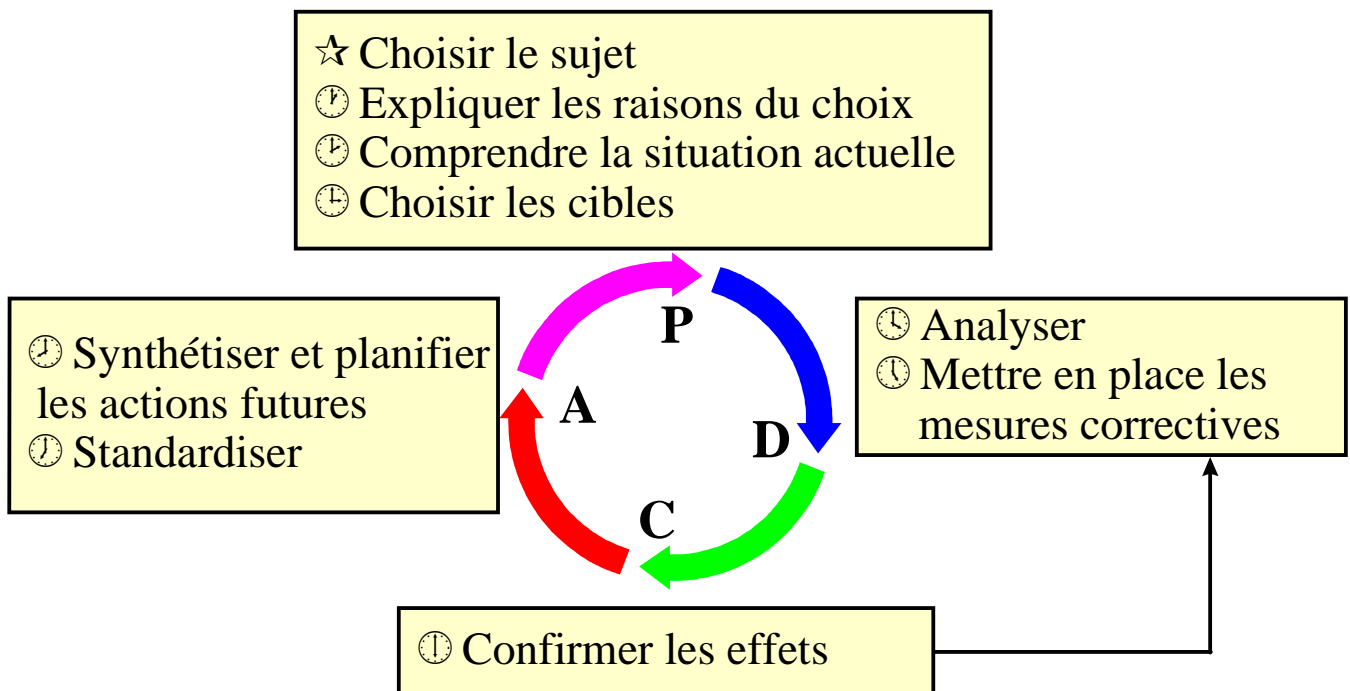 ☆ Choisir le sujet
🕐 Expliquer les raisons du choix
🕑 Comprendre la situation actuelle
🕒 Choisir les cibles
P
🕓 Analyser
🕔 Mettre en place les
mesures correctives
D
🕗 Synthétiser et planifier
les actions futures
🕖 Standardiser
A
C
🕕 Confirmer les effets